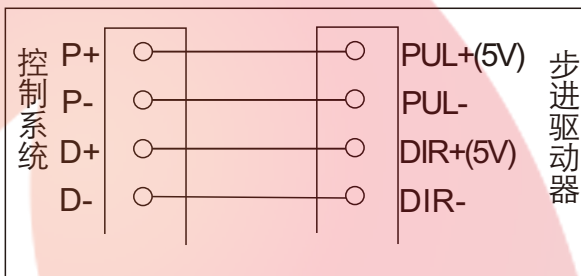 控制系统
P+
P-
D+
D-
PUL+(5V)
PUL-
DIR+(5V)
DIR-
步进驱动器